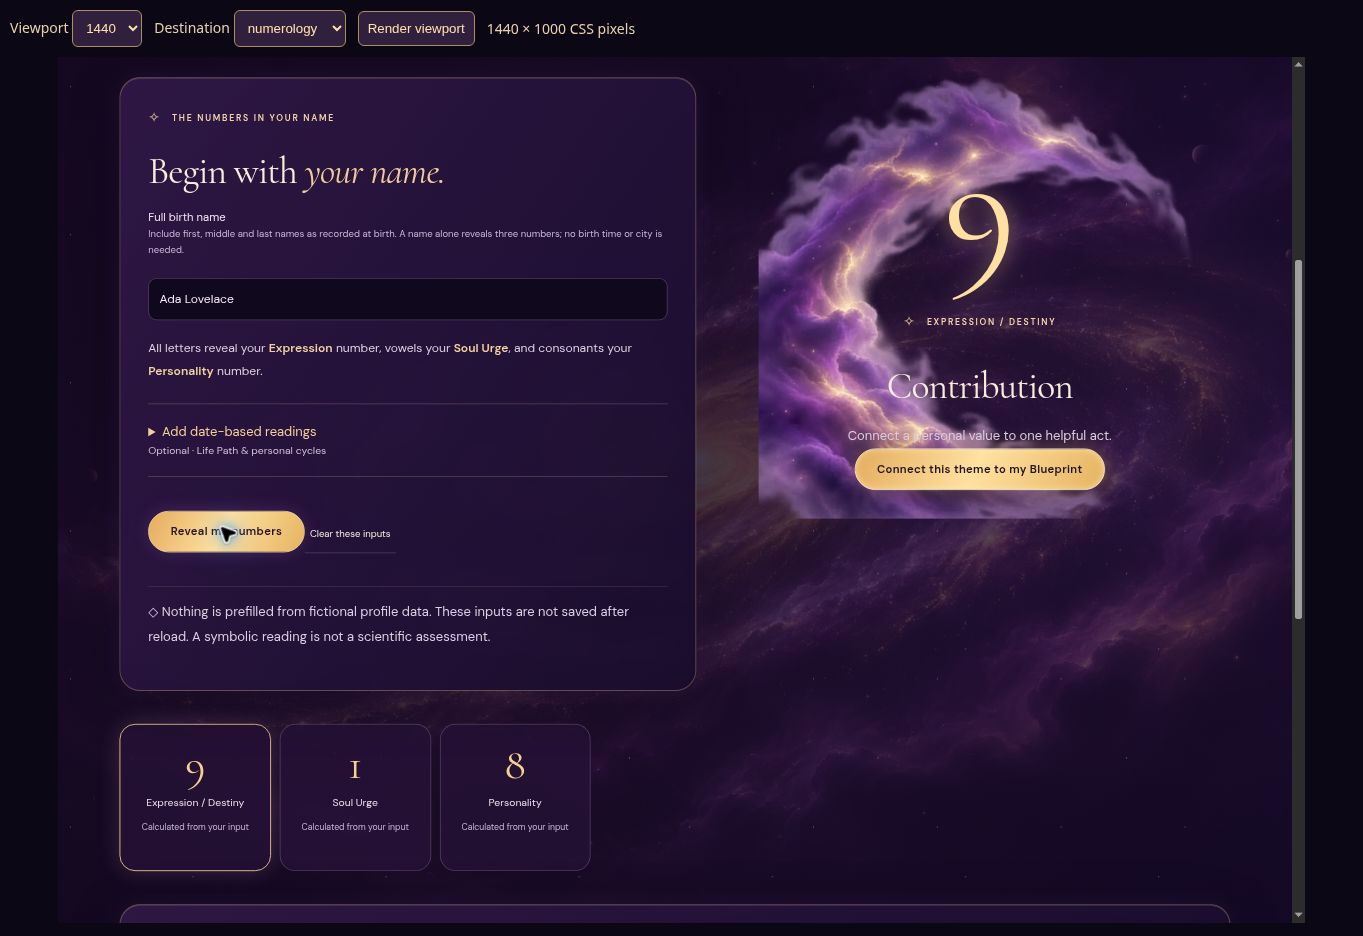 Viewport 1440 Destination numerology Render viewport 1440 × 1000 CSS pixels
THE NUMBERS IN YOUR NAME
Begin with your name.
Full birth name
Include first, middle and last names as recorded at birth. A name alone reveals three numbers; no birth time or city is
needed.
Ada Lovelace
All letters reveal your Expression number, vowels your Soul Urge, and consonants your
Personality number.
Add date-based readings
Optional · Life Path & personal cycles
Reveal my numbers
Clear these inputs
Nothing is prefilled from fictional profile data. These inputs are not saved after
reload. A symbolic reading is not a scientific assessment.
9
EXPRESSION / DESTINY
Contribution
Connect a personal value to one helpful act.
Connect this theme to my Blueprint
9
Expression / Destiny
Calculated from your input
1
Soul Urge
Calculated from your input
8
Personality
Calculated from your input